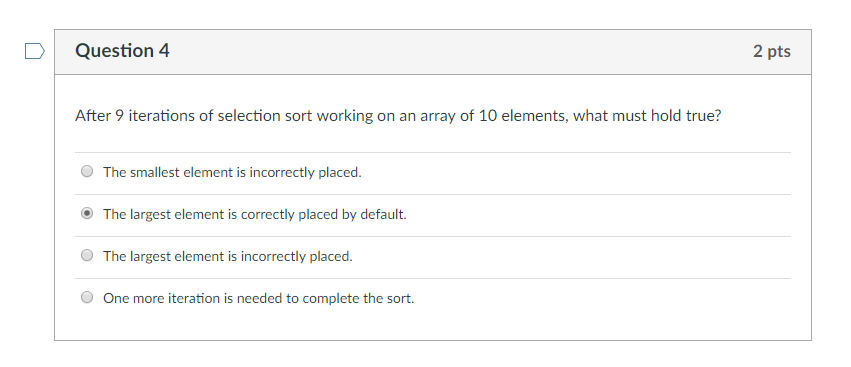 Question 4
2 pts
After 9 iterations of selection sort working on an array of 10 elements, what must hold true?
The smallest element is incorrectly placed.
The largest element is correctly placed by default.
The largest element is incorrectly placed.
One more iteration is needed to complete the sort.